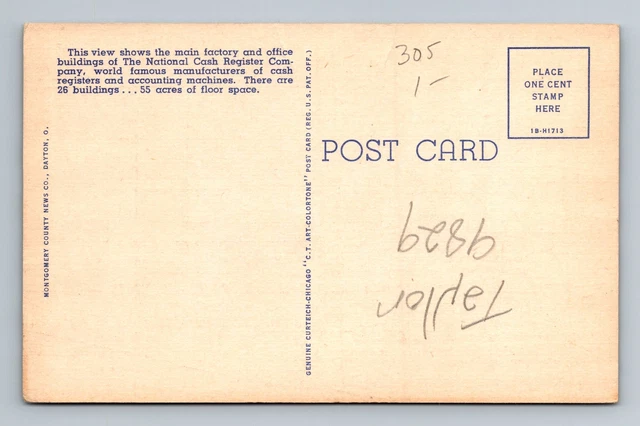 This view shows the main factory and office
buildings of The National Cash Register Com-
pany, world famous manufacturers of cash
registers and accounting machines. There are
26 buildings . . . 55 acres of floor space.
MONTGOMERY COUNTY NEWS CO., DAYTON, O.
GENUINE CURTEICH-CHICAGO "C.T. ART-COLORTONE" POST CARD (REG. U.S. PAT. OFF.)
305
1-
PLACE
ONE CENT
STAMP
HERE
1B-H1713
POST CARD
Taylor